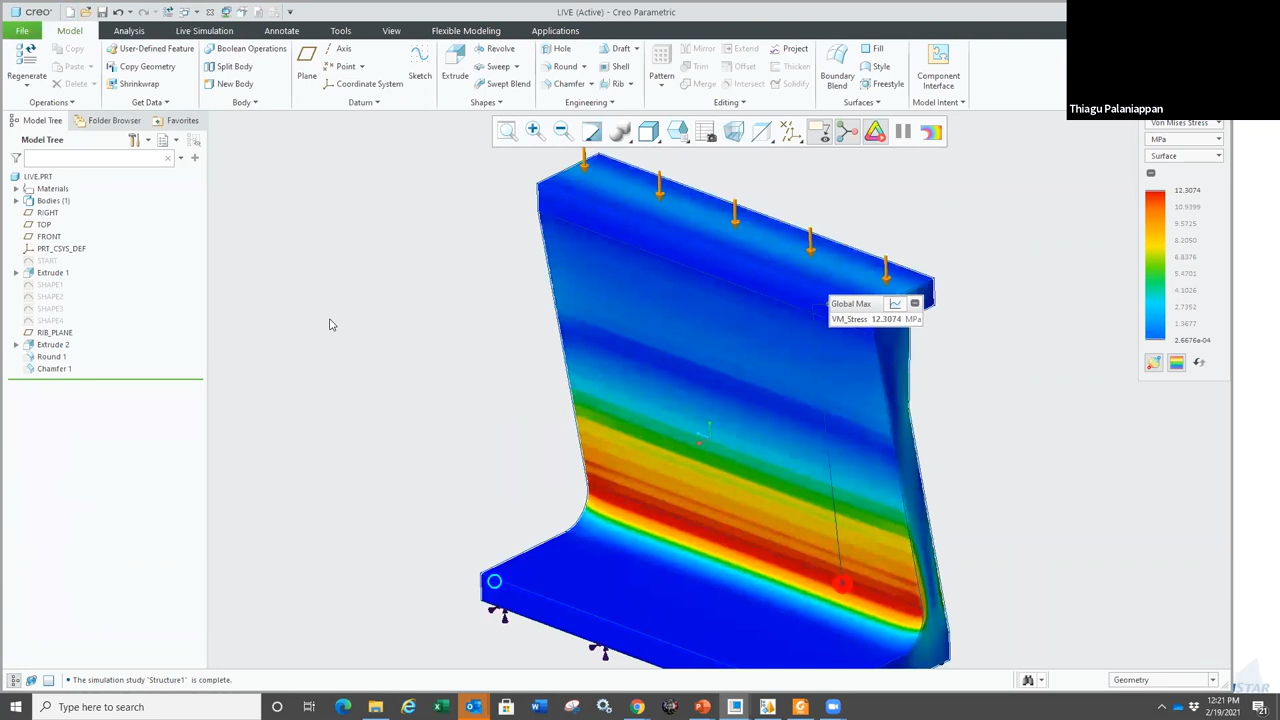 creo
LIVE (Active) - Creo Parametric
File
Model
Analysis
Live Simulation
Annotate
Tools
View
Flexible Modeling
Applications
Regenerate
Copy
Paste
Delete
Operations
User-Defined Feature
Copy Geometry
Shrinkwrap
Get Data
Boolean Operations
Split Body
New Body
Body
Plane
Axis
Point
Coordinate System
Sketch
Datum
Extrude
Revolve
Sweep
Swept Blend
Shapes
Hole
Round
Chamfer
Draft
Shell
Rib
Engineering
Pattern
Mirror
Trim
Merge
Extend
Offset
Intersect
Project
Thicken
Solidify
Editing
Boundary
Blend
Fill
Style
Freestyle
Surfaces
Component
Interface
Model Intent
Thiagu Palaniappan
Model Tree
Folder Browser
Favorites
Model Tree
LIVE.PRT
Materials
Bodies (1)
RIGHT
TOP
FRONT
PRT_CSYS_DEF
START
Extrude 1
SHAPE1
SHAPE2
SHAPE3
SHAPE4
RIB_PLANE
Extrude 2
Round 1
Chamfer 1
Global Max
VM_Stress 12.3074 MPa
Von Mises Stress
MPa
Surface
12.3074
10.9399
9.5725
8.2050
6.8376
5.4701
4.1026
2.7352
1.3677
2.6676e-04
The simulation study 'Structure1' is complete.
Geometry
Type here to search
12:21 PM
2/19/2021
21